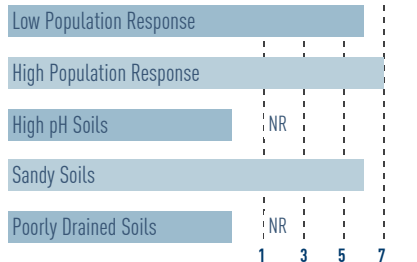 Low Population Response
High Population Response
High pH Soils NR
Sandy Soils
Poorly Drained Soils NR
1 3 5 7